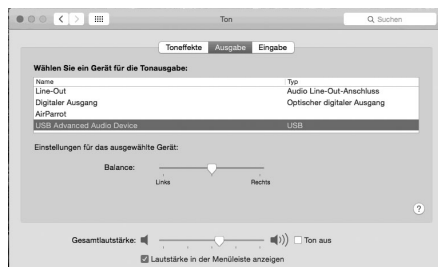 Ton
Suchen
Toneffekte Ausgabe Eingabe
Wählen Sie ein Gerät für die Tonausgabe:
Name Typ
Line-Out Audio Line-Out-Anschluss
Digitaler Ausgang Optischer digitaler Ausgang
AirParrot
USB Advanced Audio Device USB
Einstellungen für das ausgewählte Gerät:
Balance:
Links Rechts
?
Gesamtlautstärke: Ton aus
Lautstärke in der Menüleiste anzeigen